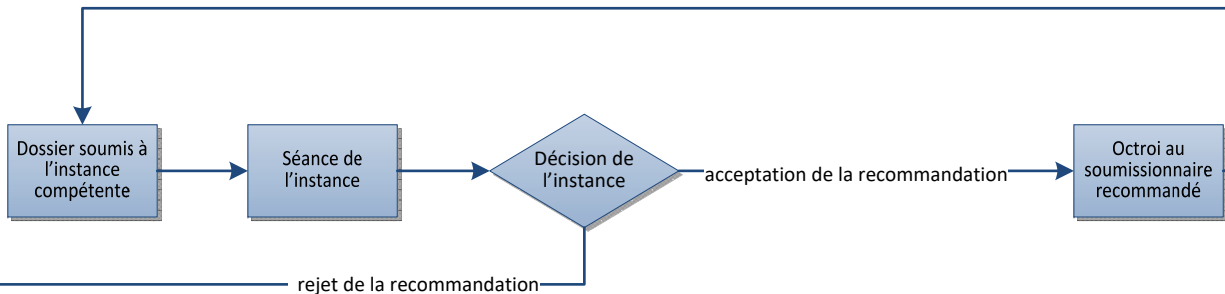 Dossier soumis à
l'instance
compétente
Séance de
l'instance
Décision de
l'instance
acceptation de la recommandation
Octroi au
soumissionnaire
recommandé
rejet de la recommandation